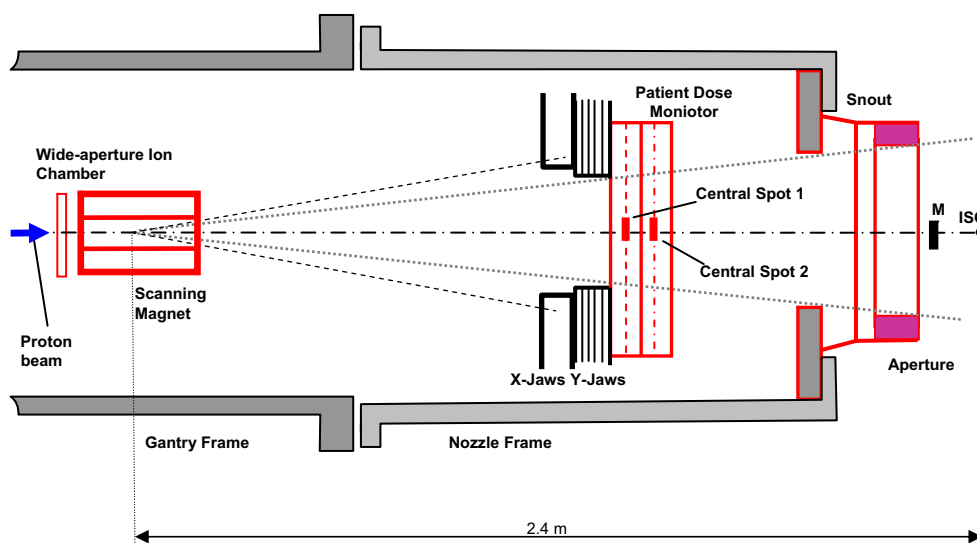 Patient Dose
Moniotor
Snout
Wide-aperture Ion
Chamber
Central Spot 1
M
ISO
Central Spot 2
Scanning
Magnet
Proton
beam
X-Jaws
Y-Jaws
Aperture
Gantry Frame
Nozzle Frame
2.4 m